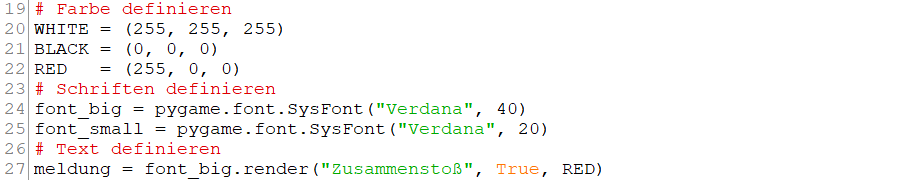 19 # Farbe definieren
20 WHITE = (255, 255, 255)
21 BLACK = (0, 0, 0)
22 RED   = (255, 0, 0)
23 # Schriften definieren
24 font_big = pygame.font.SysFont("Verdana", 40)
25 font_small = pygame.font.SysFont("Verdana", 20)
26 # Text definieren
27 meldung = font_big.render("Zusammenstoß", True, RED)